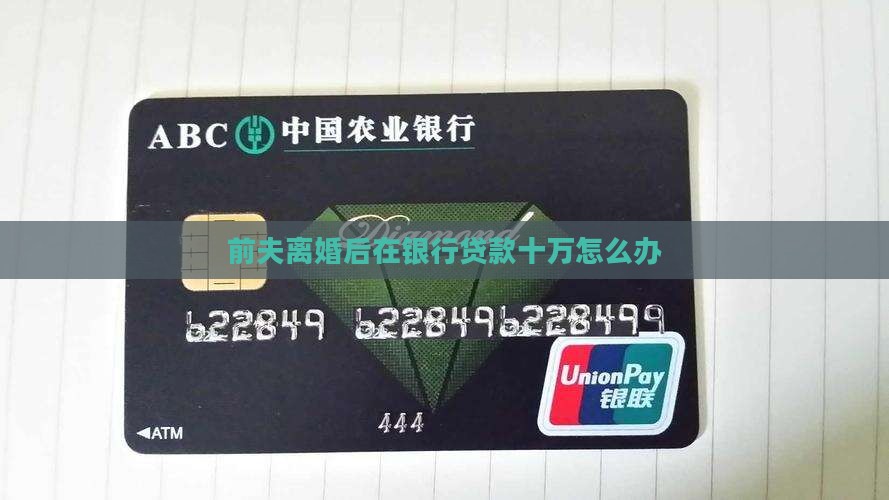 ABC 中国农业银行
Diamond
前夫离婚后在银行贷款十万怎么办
622849 6228496228499
444
UnionPay
银联
◀ATM